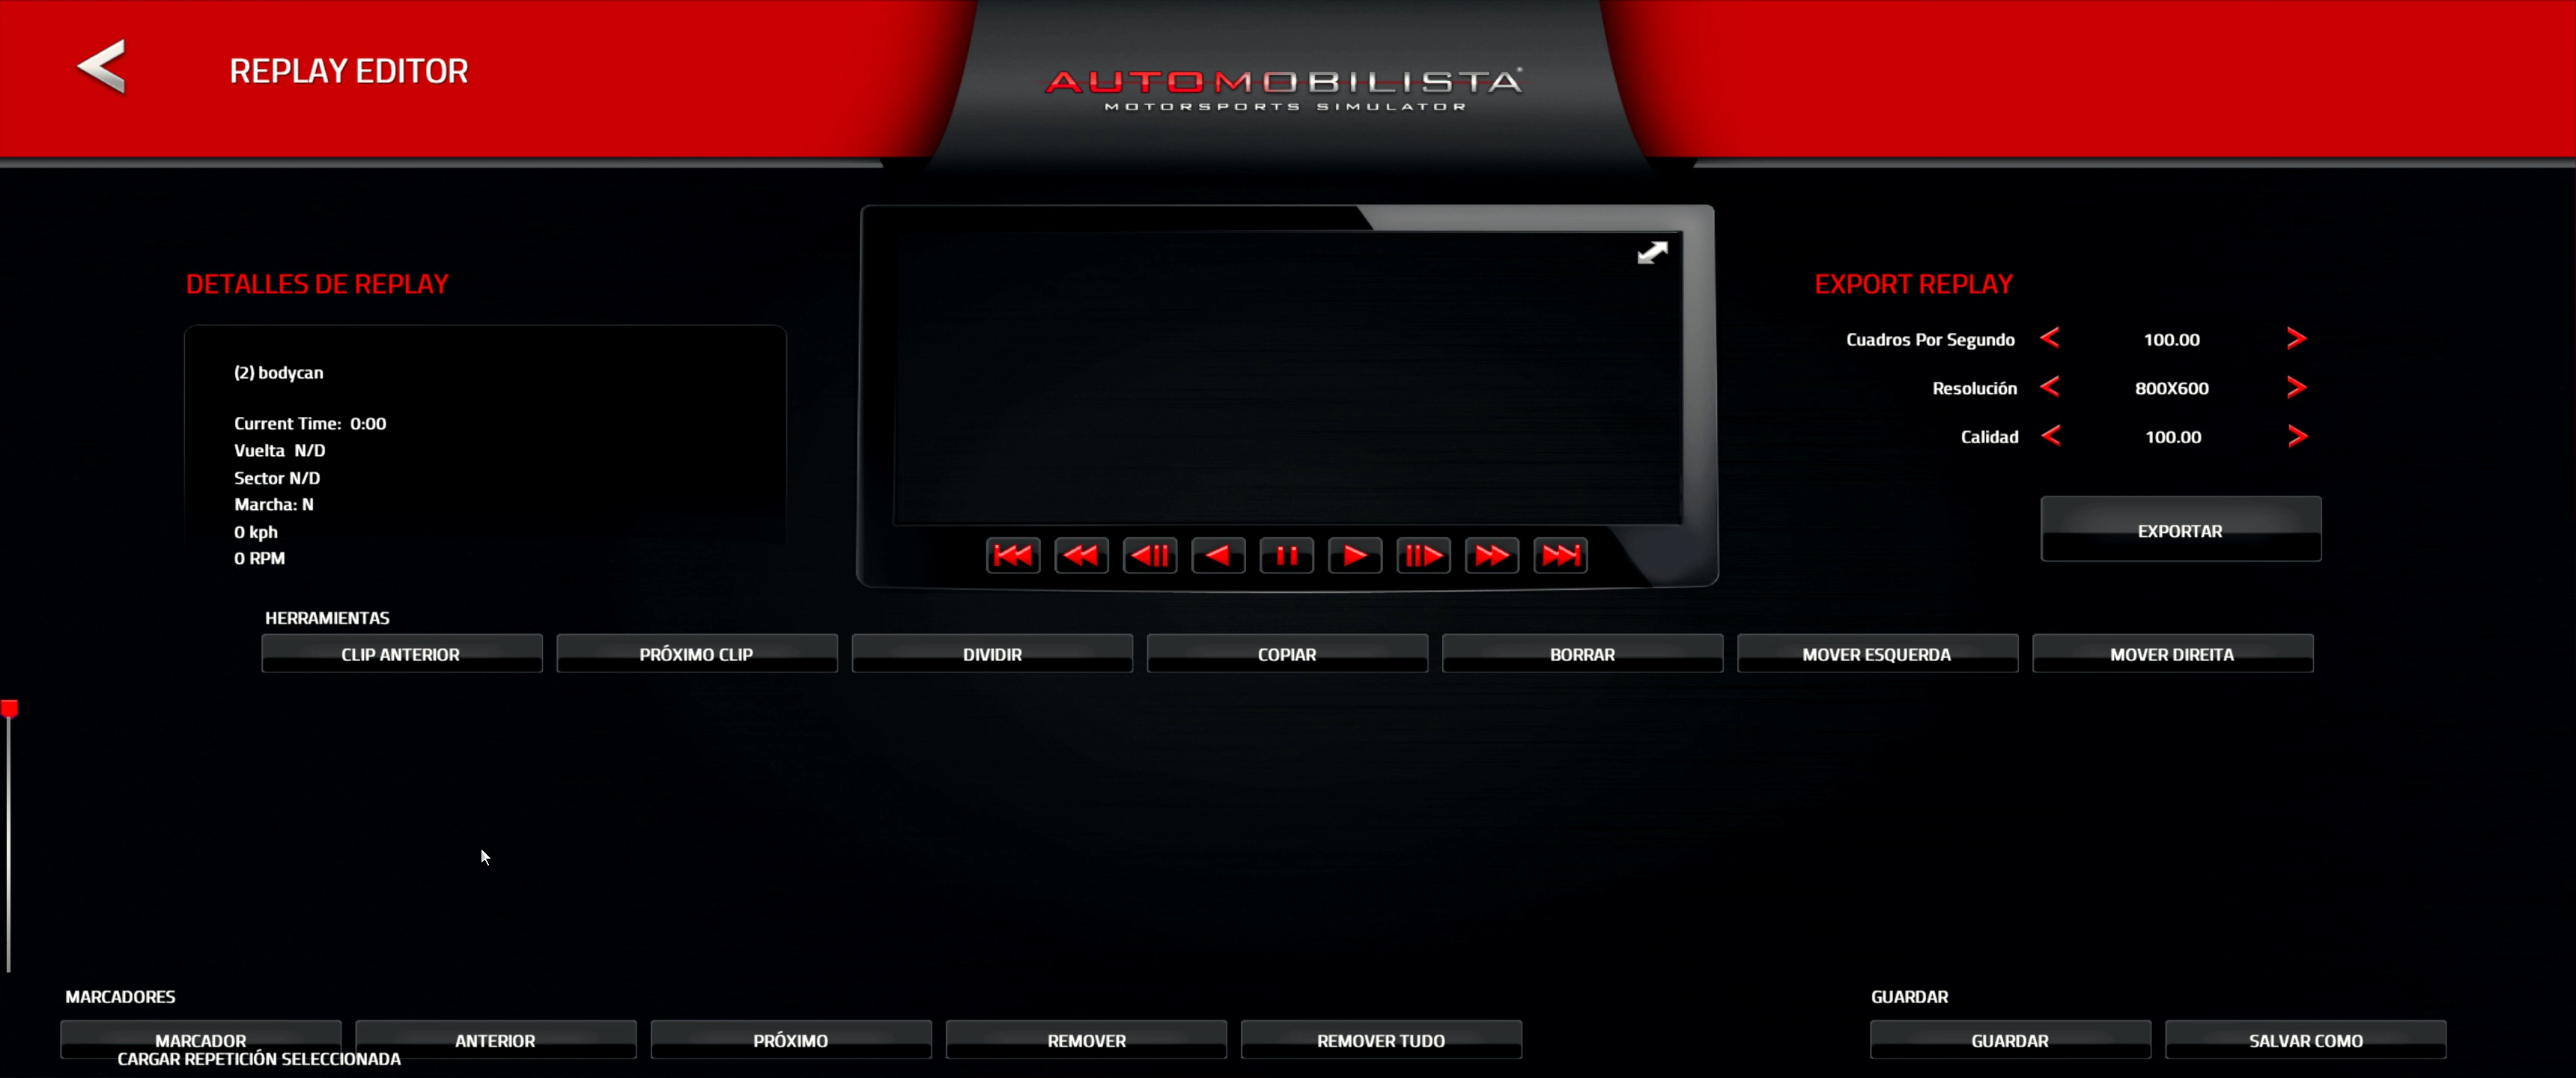 REPLAY EDITOR
AUTOMOBILISTA
MOTORSPORTS SIMULATOR
DETALLES DE REPLAY
(2) bodycan
Current Time: 0:00
Vuelta N/D
Sector N/D
Marcha: N
0 kph
0 RPM
EXPORT REPLAY
Cuadros Por Segundo 100.00
Resolución 800X600
Calidad 100.00
EXPORTAR
HERRAMIENTAS
CLIP ANTERIOR PRÓXIMO CLIP DIVIDIR COPIAR BORRAR MOVER ESQUERDA MOVER DIREITA
MARCADORES
MARCADOR ANTERIOR PRÓXIMO REMOVER REMOVER TUDO
CARGAR REPETICIÓN SELECCIONADA
GUARDAR
GUARDAR SALVAR COMO